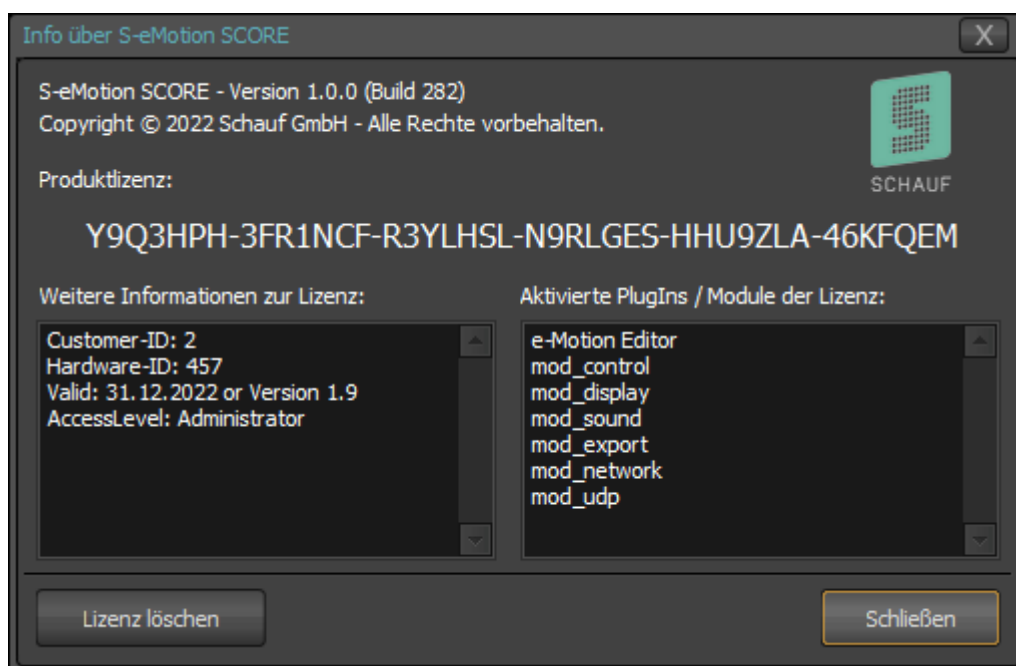 Info über S-eMotion SCORE
X
S-eMotion SCORE - Version 1.0.0 (Build 282)
Copyright © 2022 Schauf GmbH - Alle Rechte vorbehalten.
SCHAUF
Produktlizenz:
Y9Q3HPH-3FR1NCF-R3YLHSL-N9RLGES-HHU9ZLA-46KFQEM
Weitere Informationen zur Lizenz:
Customer-ID: 2
Hardware-ID: 457
Valid: 31.12.2022 or Version 1.9
AccessLevel: Administrator
Aktivierte PlugIns / Module der Lizenz:
e-Motion Editor
mod_control
mod_display
mod_sound
mod_export
mod_network
mod_udp
Lizenz löschen
Schließen